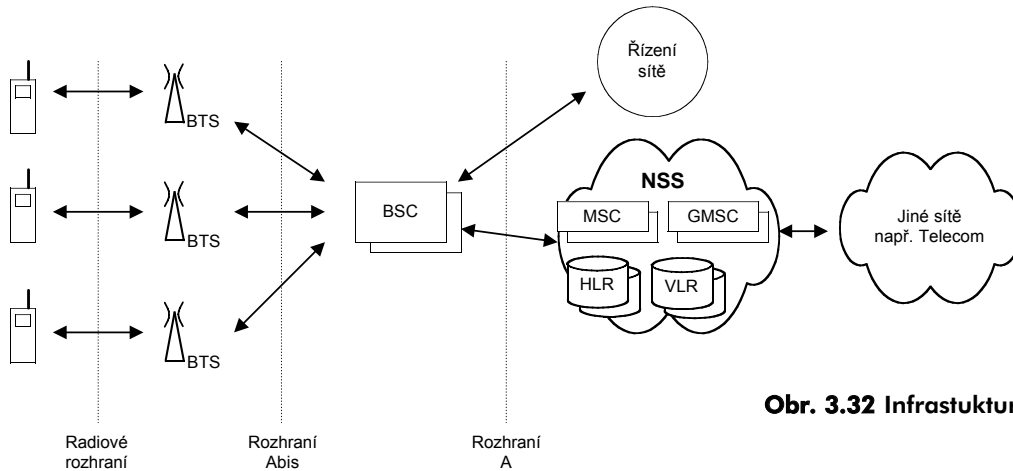 Řízení
sítě
BTS
NSS
BSC
MSC
GMSC
Jiné sítě
např. Telecom
BTS
HLR
VLR
BTS
Obr. 3.32 Infrastuktur
Radiové
rozhraní
Rozhraní
Abis
Rozhraní
A